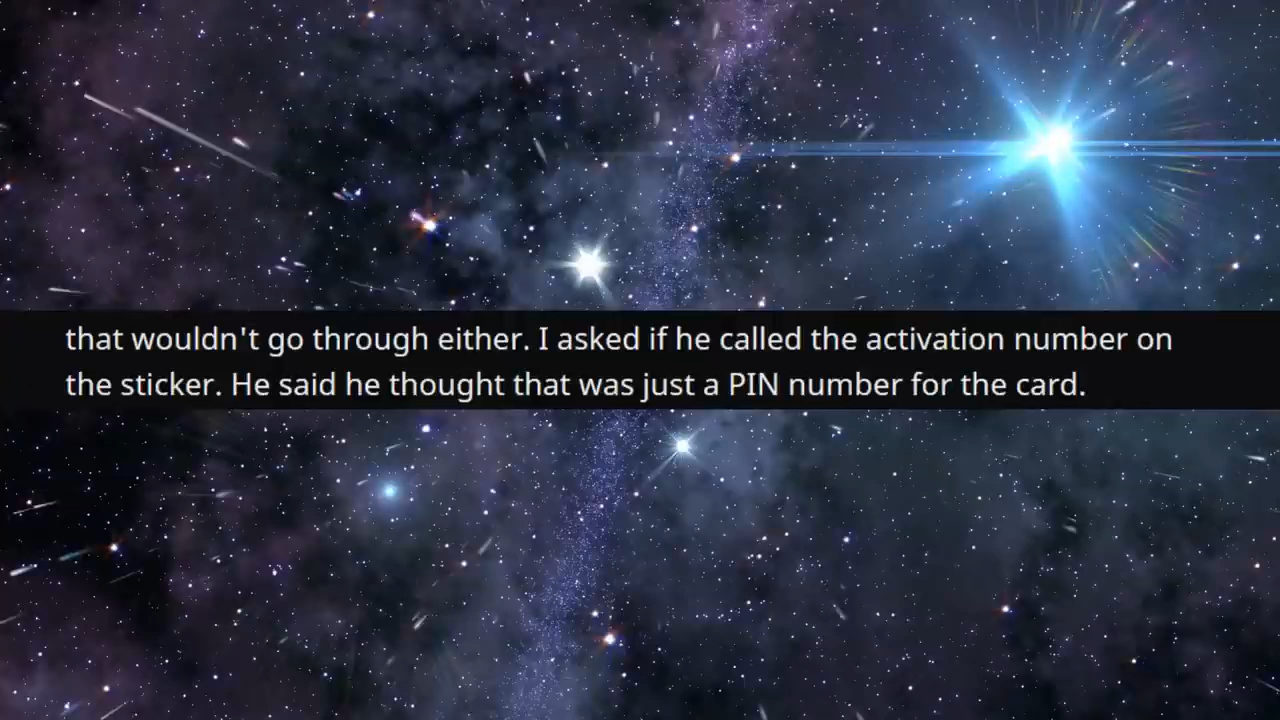 that wouldn't go through either. I asked if he called the activation number on
the sticker. He said he thought that was just a PIN number for the card.